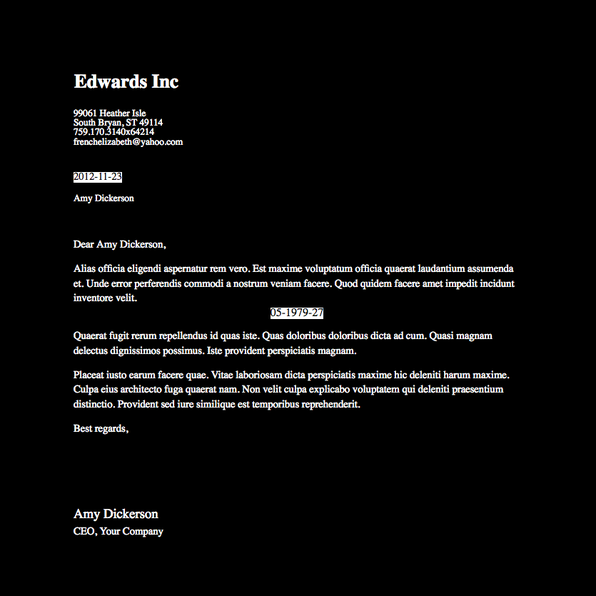 Edwards Inc
99061 Heather Isle
South Bryan, ST 49114
759.170.3140x64214
frenchelizabeth@yahoo.com
2012-11-23
Amy Dickerson
Dear Amy Dickerson,
Alias officia eligendi aspernatur rem vero. Est maxime voluptatum officia quaerat laudantium assumenda
et. Unde error perferendis commodi a nostrum veniam facere. Quod quidem facere amet impedit incidunt
inventore velit.
05-1979-27
Quaerat fugit rerum repellendus id quas iste. Quas doloribus doloribus dicta ad cum. Quasi magnam
delectus dignissimos possimus. Iste provident perspiciatis magnam.
Placeat iusto earum facere quae. Vitae laboriosam dicta perspiciatis maxime hic deleniti harum maxime.
Culpa eius architecto fuga quaerat nam. Non velit culpa explicabo voluptatem qui deleniti praesentium
distinctio. Provident sed iure similique est temporibus reprehenderit.
Best regards,
Amy Dickerson
CEO, Your Company